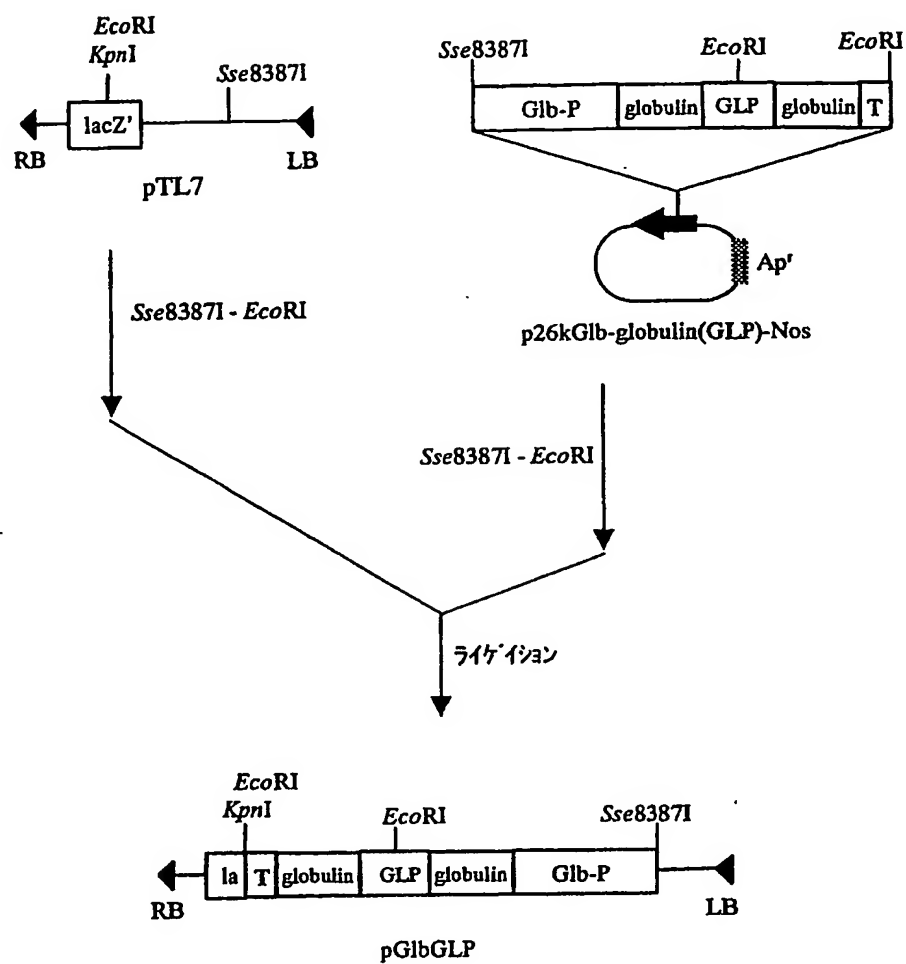 EcoRI
KpnI
Sse8387I
lacZ'
RB
LB
pTL7
Sse8387I
EcoRI
EcoRI
Glb-P
globulin
GLP
globulin
T
Apʳ
p26kGlb-globulin(GLP)-Nos
Sse8387I - EcoRI
Sse8387I - EcoRI
ライゲイション
EcoRI
KpnI
EcoRI
Sse8387I
la
T
globulin
GLP
globulin
Glb-P
RB
LB
pGlbGLP